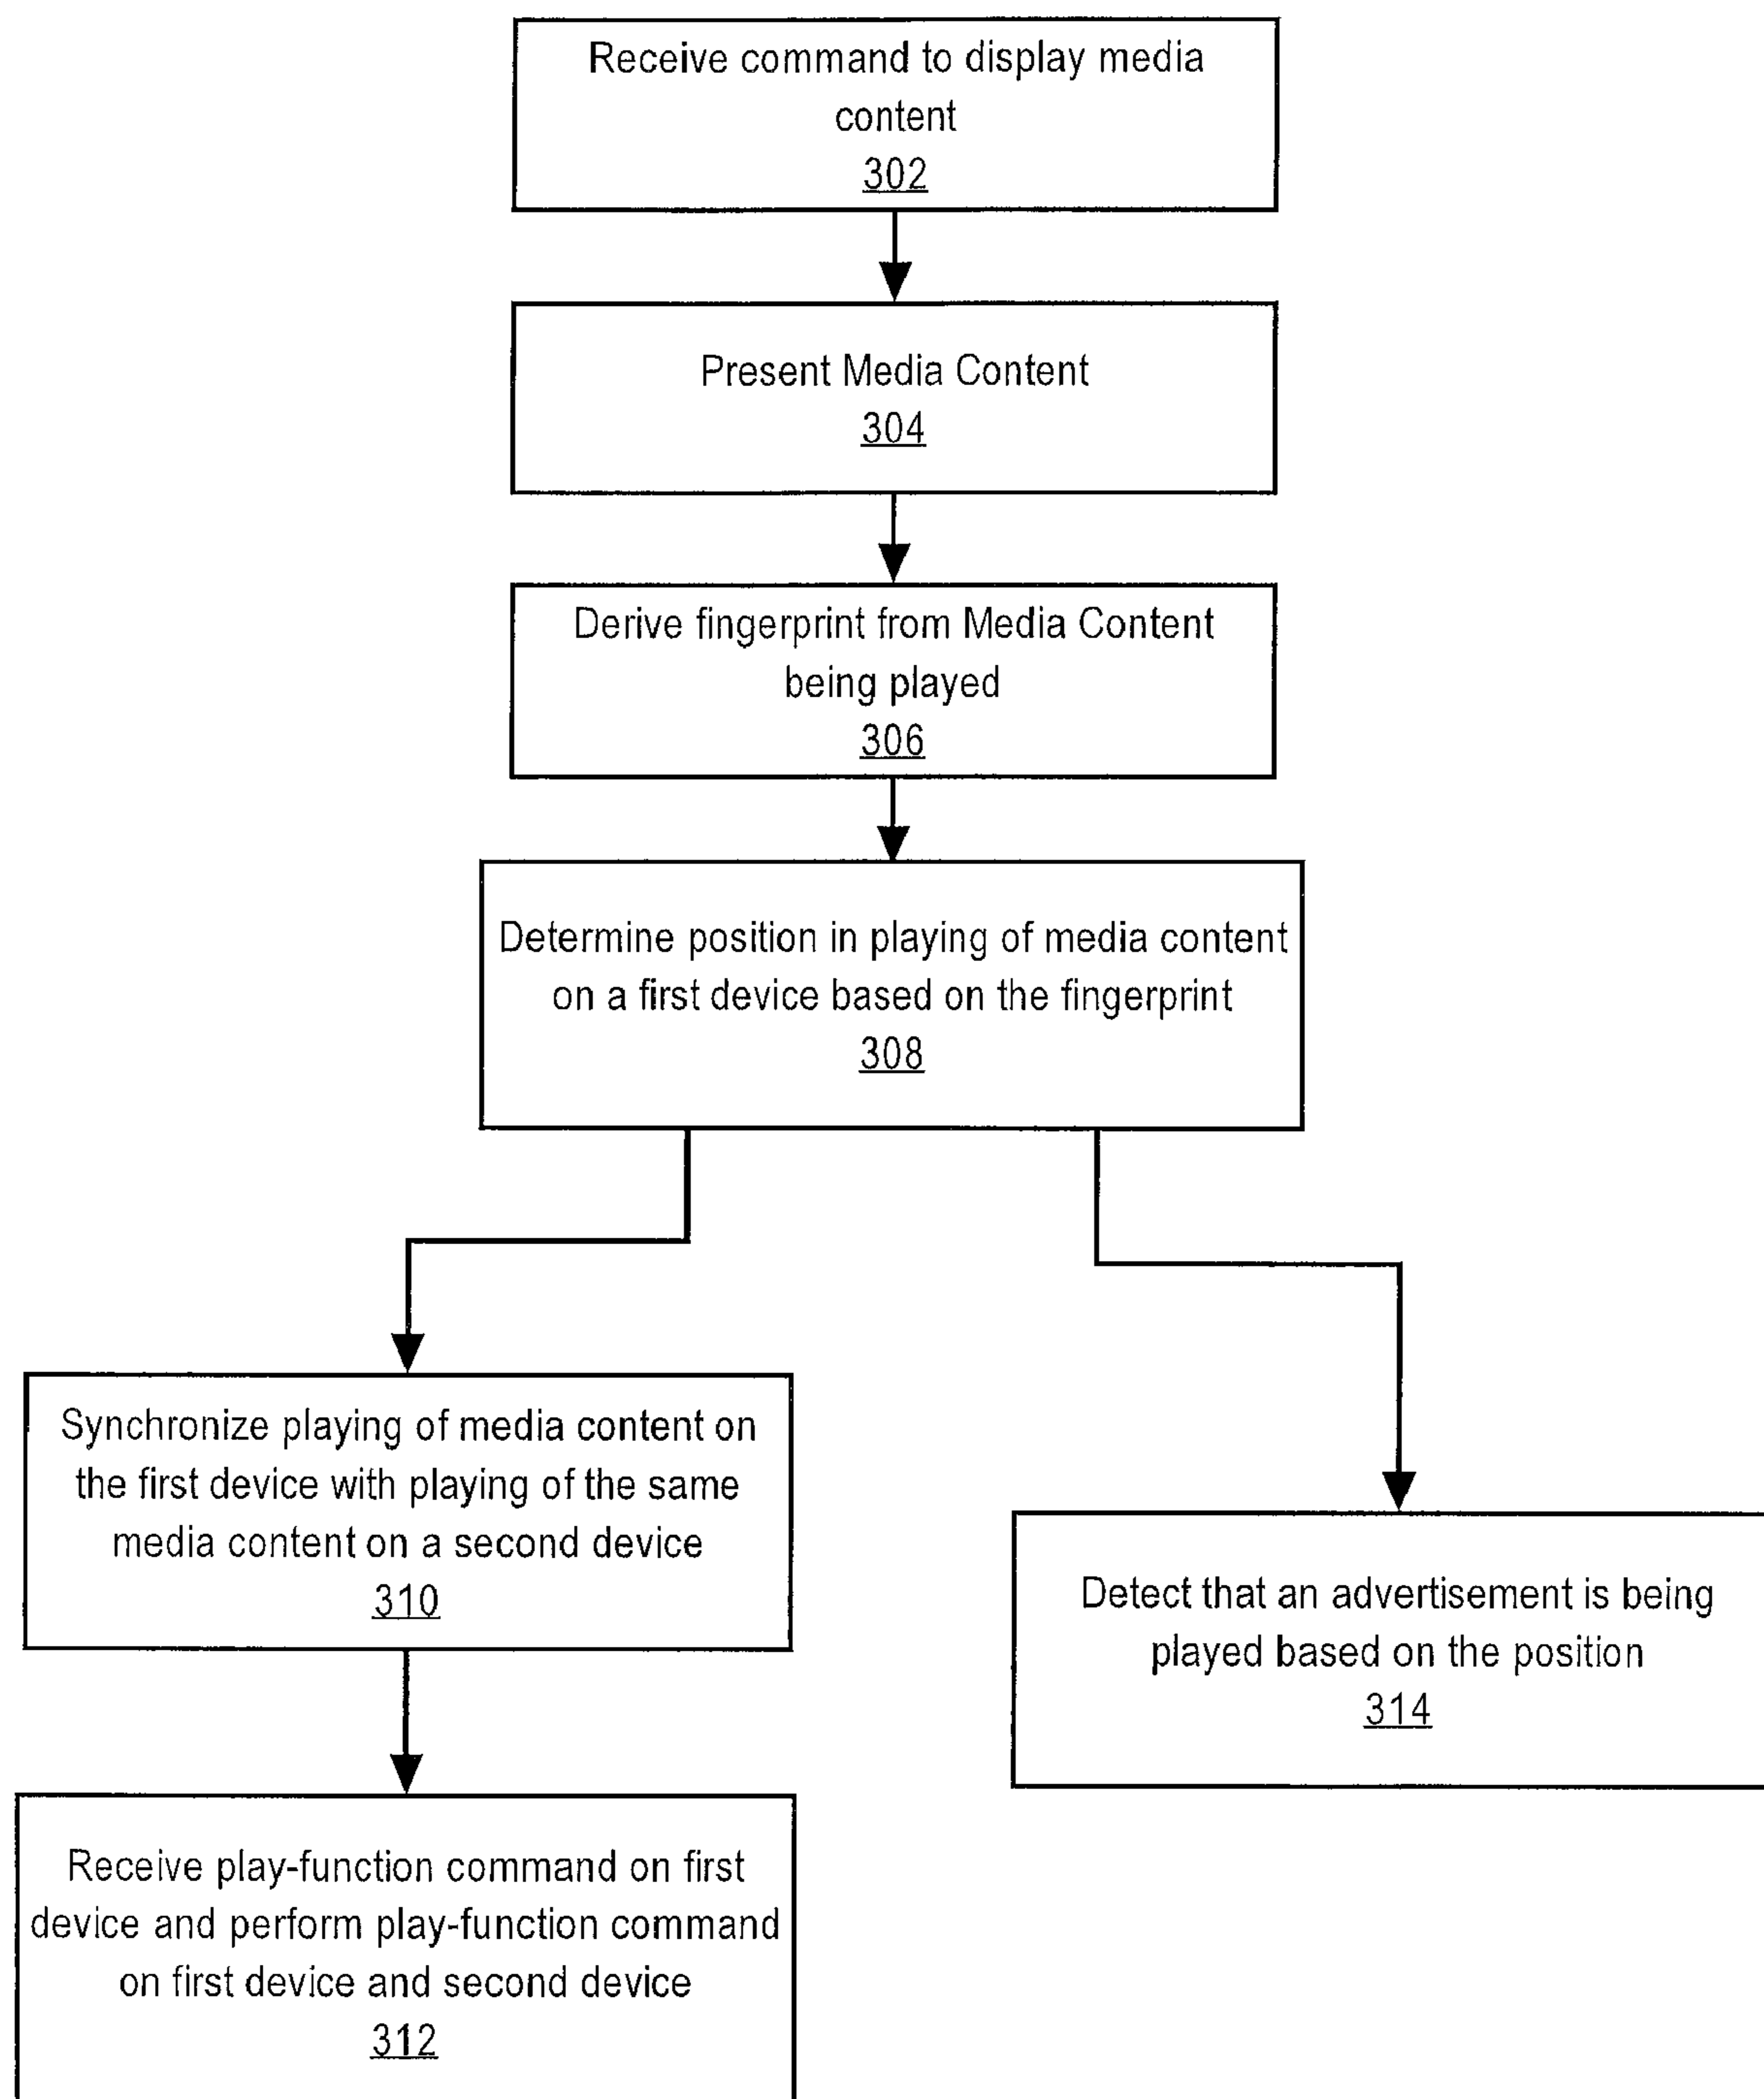 Receive command to display media
content
302
Present Media Content
304
Derive fingerprint from Media Content
being played
306
Determine position in playing of media content
on a first device based on the fingerprint
308
Synchronize playing of media content on
the first device with playing of the same
media content on a second device
310
Detect that an advertisement is being
played based on the position
314
Receive play-function command on first
device and perform play-function command
on first device and second device
312